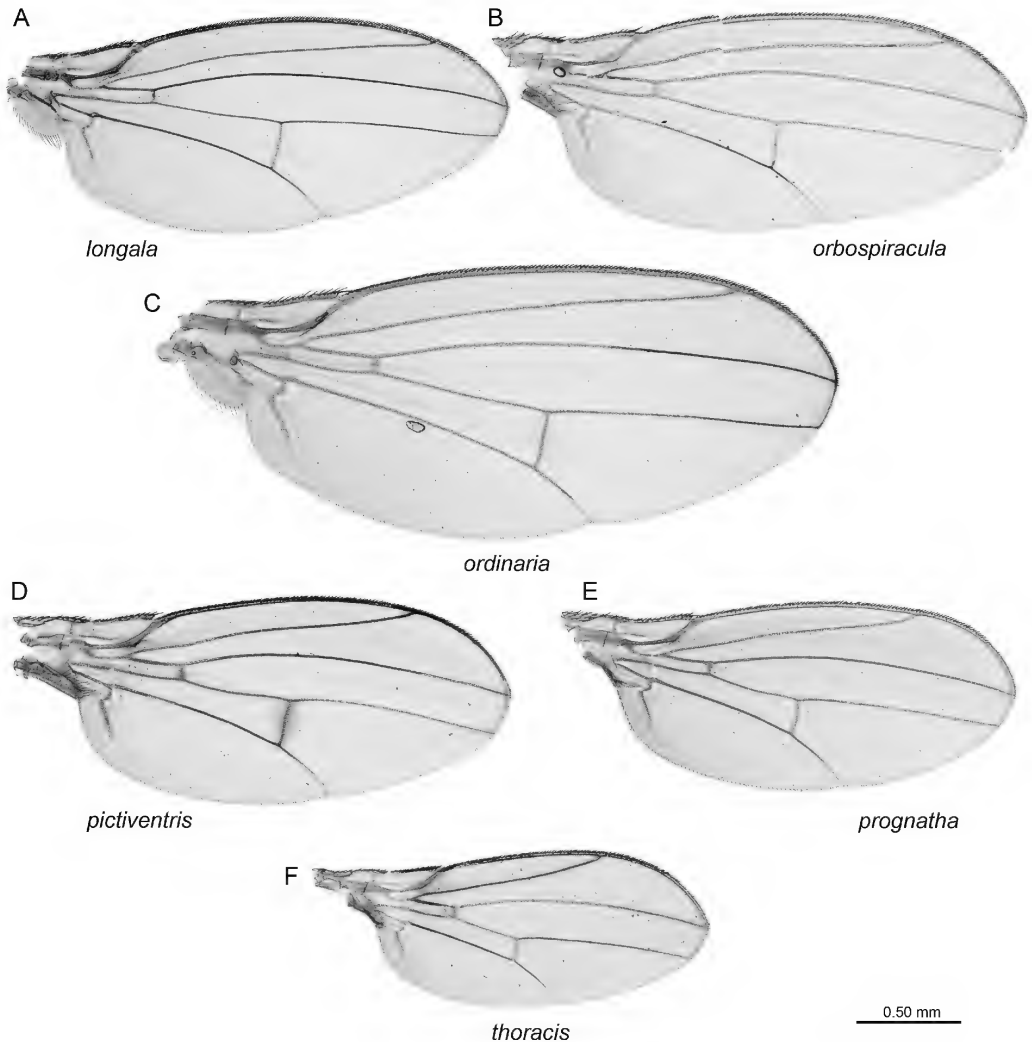 A
B
longala
orbospiracula
C
ordinaria
D
E
pictiventris
prognatha
F
thoracis
0.50 mm